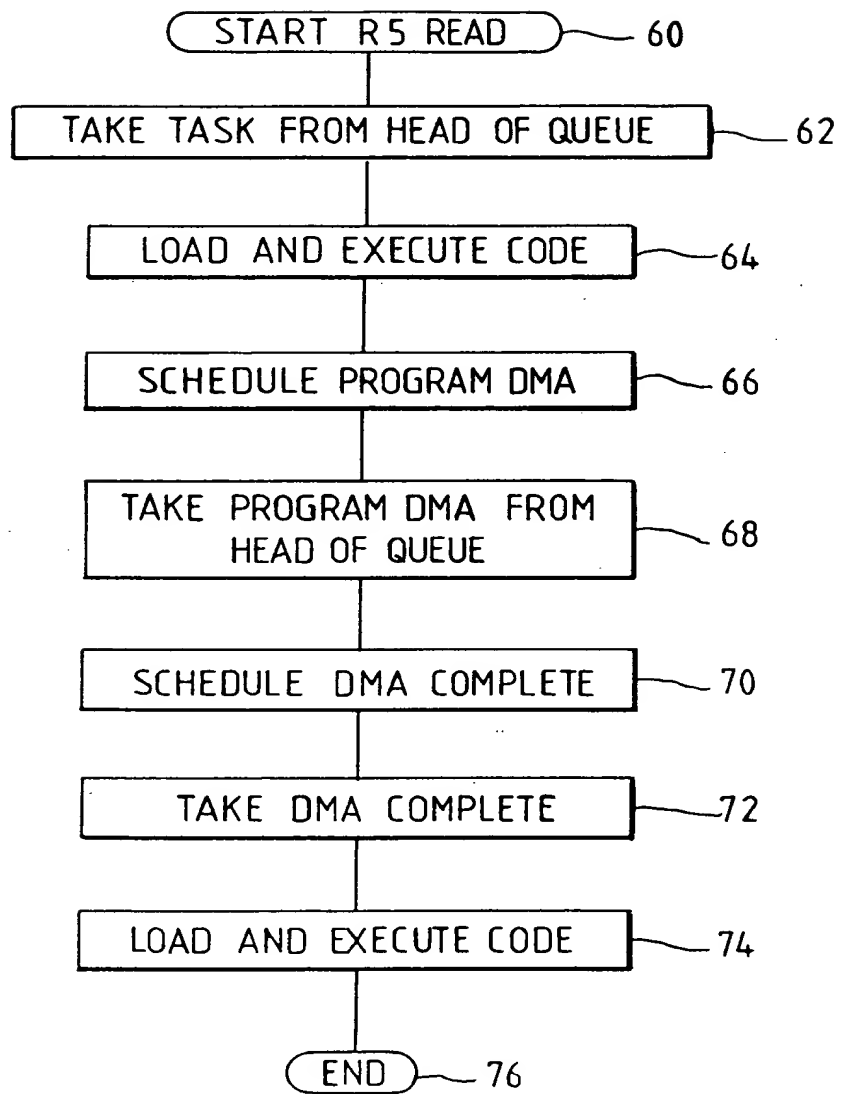 START R5 READ 60
TAKE TASK FROM HEAD OF QUEUE 62
LOAD AND EXECUTE CODE 64
SCHEDULE PROGRAM DMA 66
TAKE PROGRAM DMA FROM
HEAD OF QUEUE 68
SCHEDULE DMA COMPLETE 70
TAKE DMA COMPLETE 72
LOAD AND EXECUTE CODE 74
END 76